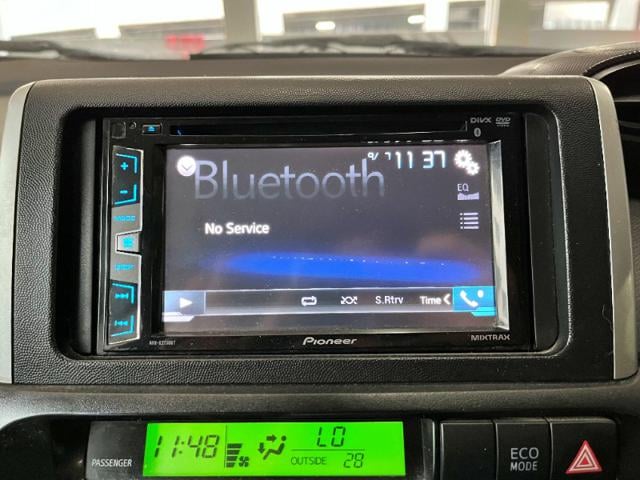 DIVX DVD
11 37
Bluetooth
EQ
No Service
MODE
DISP
S.Rtrv Time
Pioneer
MIXTRAX
11:48 LO
PASSENGER
OUTSIDE 28
ECO
MODE